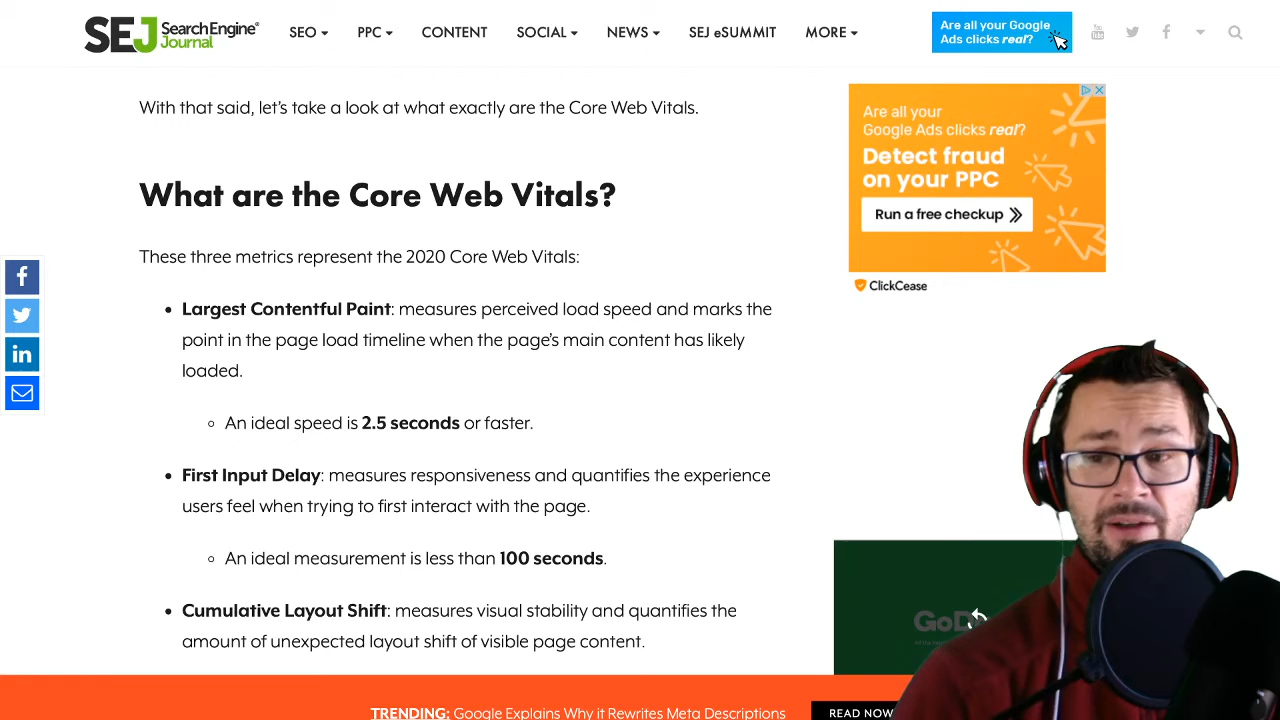 SEJ Search Engine Journal
SEO PPC CONTENT SOCIAL NEWS SEJ eSUMMIT MORE
Are all your Google
Ads clicks real?
With that said, let's take a look at what exactly are the Core Web Vitals.
What are the Core Web Vitals?
These three metrics represent the 2020 Core Web Vitals:
Largest Contentful Paint: measures perceived load speed and marks the
point in the page load timeline when the page's main content has likely
loaded.
An ideal speed is 2.5 seconds or faster.
First Input Delay: measures responsiveness and quantifies the experience
users feel when trying to first interact with the page.
An ideal measurement is less than 100 seconds.
Cumulative Layout Shift: measures visual stability and quantifies the
amount of unexpected layout shift of visible page content.
Are all your
Google Ads clicks real?
Detect fraud
on your PPC
Run a free checkup
ClickCease
TRENDING: Google Explains Why it Rewrites Meta Descriptions
READ NOW